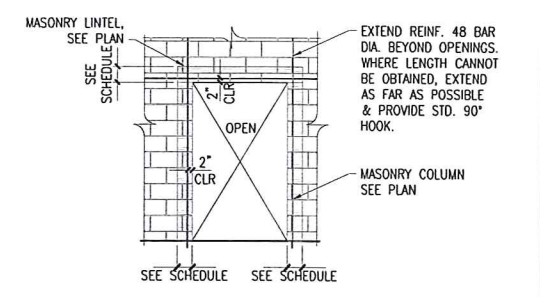 MASONRY LINTEL,
SEE PLAN
SEE
SCHEDULE
2"
CLR
OPEN
2"
CLR
EXTEND REINF. 48 BAR
DIA. BEYOND OPENINGS.
WHERE LENGTH CANNOT
BE OBTAINED, EXTEND
AS FAR AS POSSIBLE
& PROVIDE STD. 90°
HOOK.
MASONRY COLUMN
SEE PLAN
SEE SCHEDULE
SEE SCHEDULE